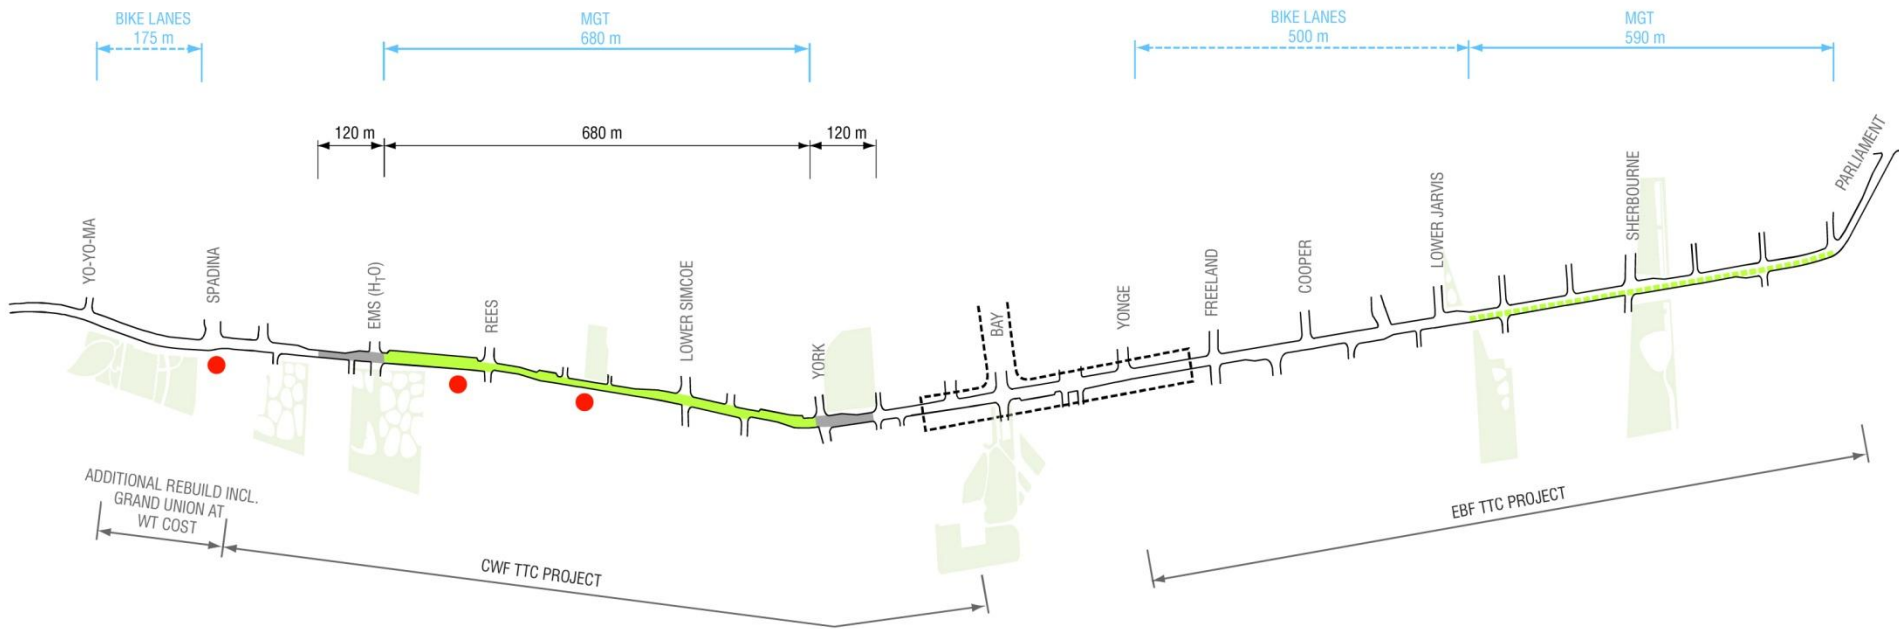 BIKE LANES
175 m
MGT
680 m
BIKE LANES
500 m
MGT
590 m
120 m
680 m
120 m
YO-YO-MA
SPADINA
EMS (HTO)
REES
LOWER SIMCOE
YORK
BAY
YONGE
FREELAND
COOPER
LOWER JARVIS
SHERBOURNE
PARLIAMENT
ADDITIONAL REBUILD INCL.
GRAND UNION AT
WT COST
CWF TTC PROJECT
EBF TTC PROJECT